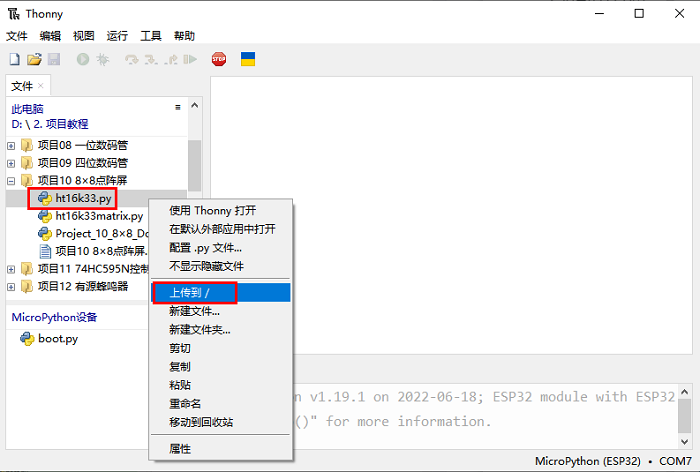 Thonny
文件 编辑 视图 运行 工具 帮助
STOP
文件
此电脑
D: \ 2. 项目教程
项目08 一位数码管
项目09 四位数码管
项目10 8×8点阵屏
ht16k33.py
ht16k33matrix.py
Project_10_8×8_Do
项目10 8×8点阵屏.
项目11 74HC595N控制
项目12 有源蜂鸣器
MicroPython设备
boot.py
使用 Thonny 打开
在默认外部应用中打开
配置 .py 文件...
不显示隐藏文件
上传到 /
新建文件...
新建文件夹...
剪切
复制
粘贴
重命名
移动到回收站
属性
n v1.19.1 on 2022-06-18; ESP32 module with ESP32
()" for more information.
MicroPython (ESP32) • COM7